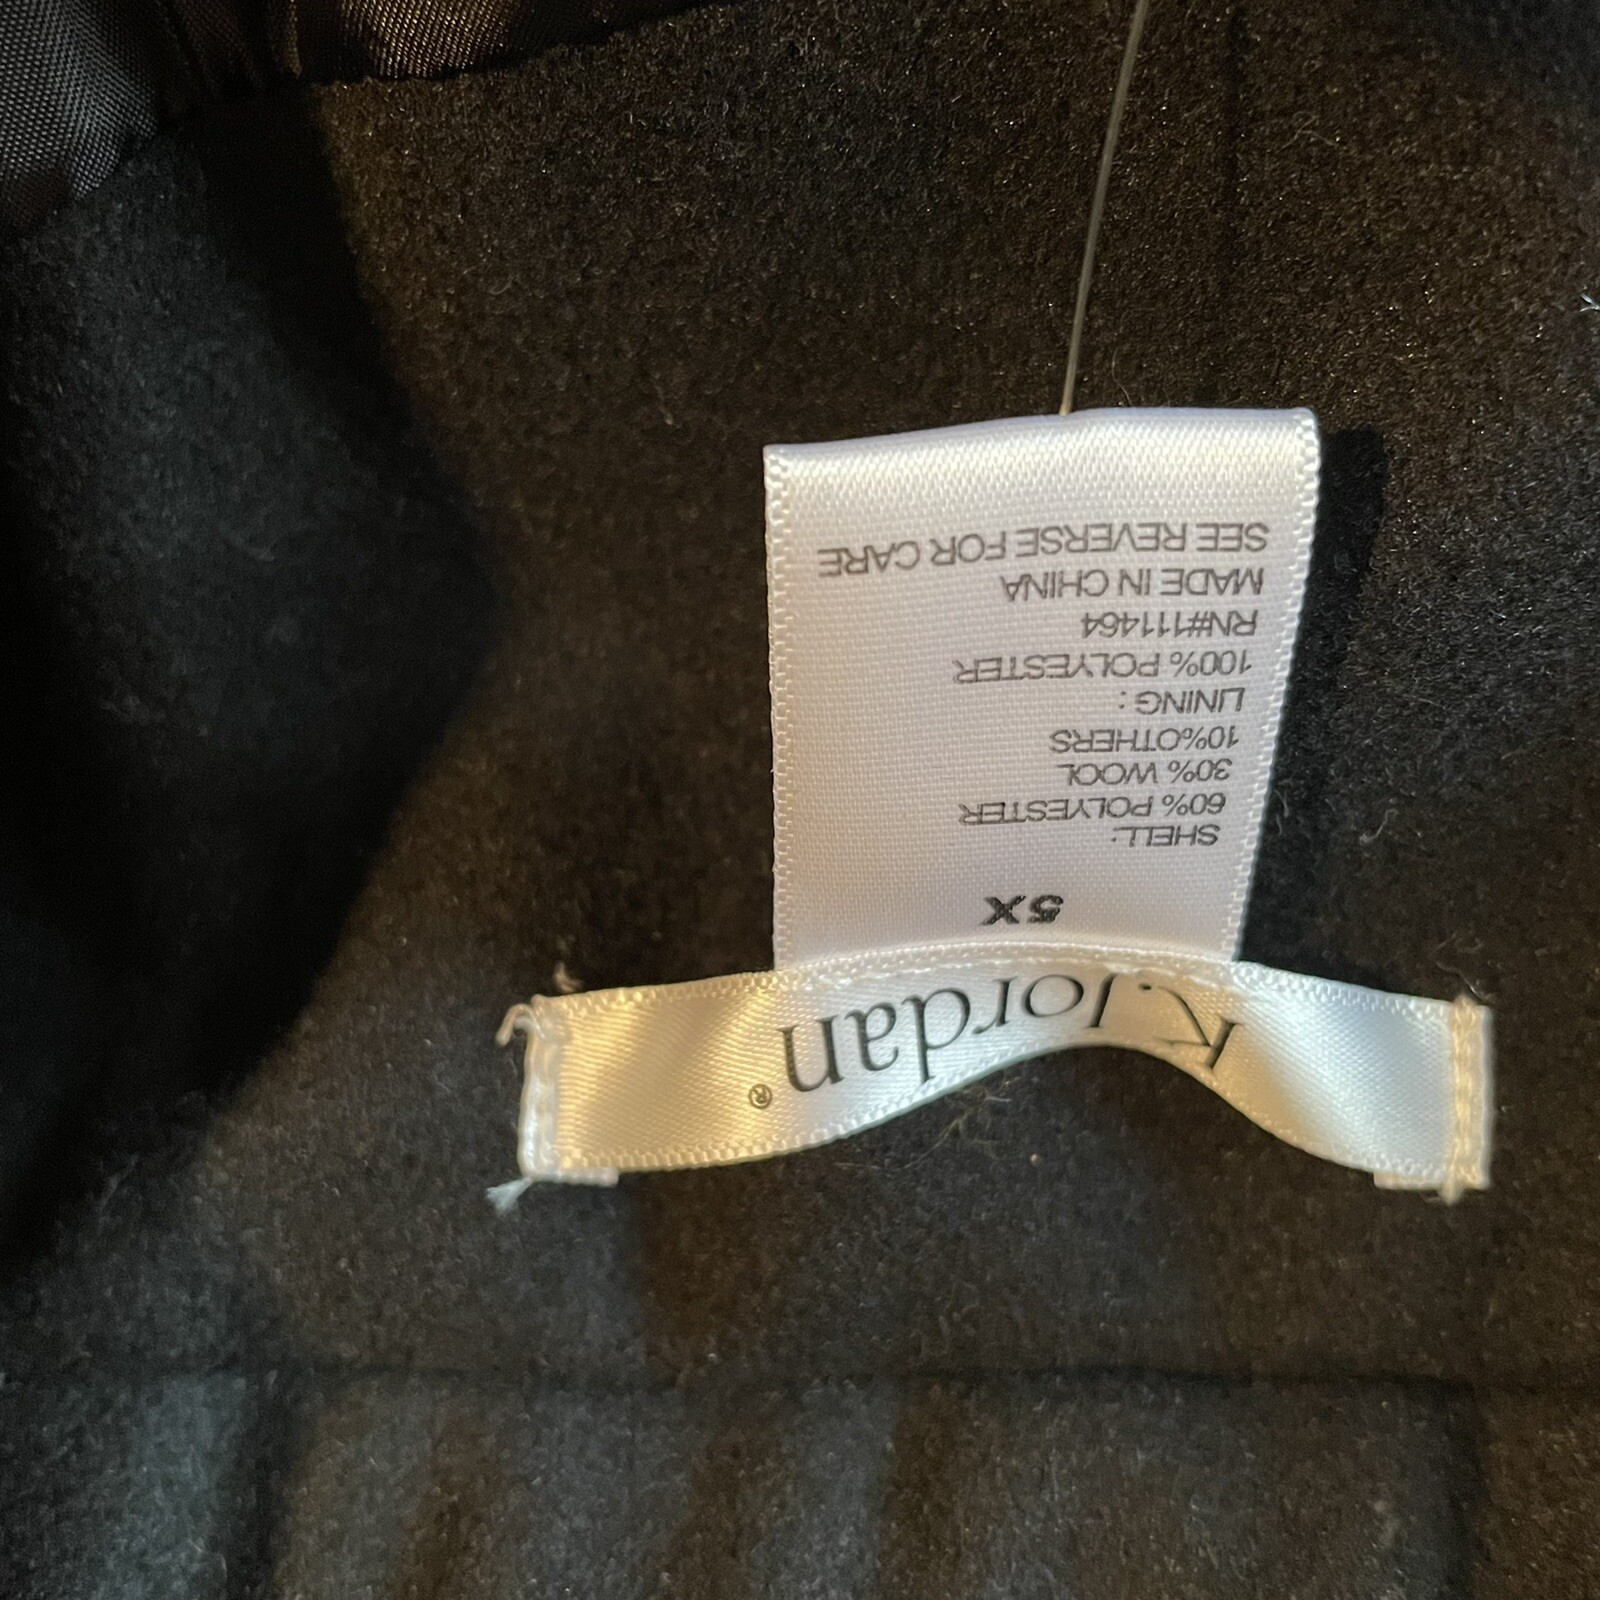 K.Jordan®
5X
SHELL:
60% POLYESTER
30% WOOL
10%OTHERS
LINING :
100% POLYESTER
RN#111464
MADE IN CHINA
SEE REVERSE FOR CARE